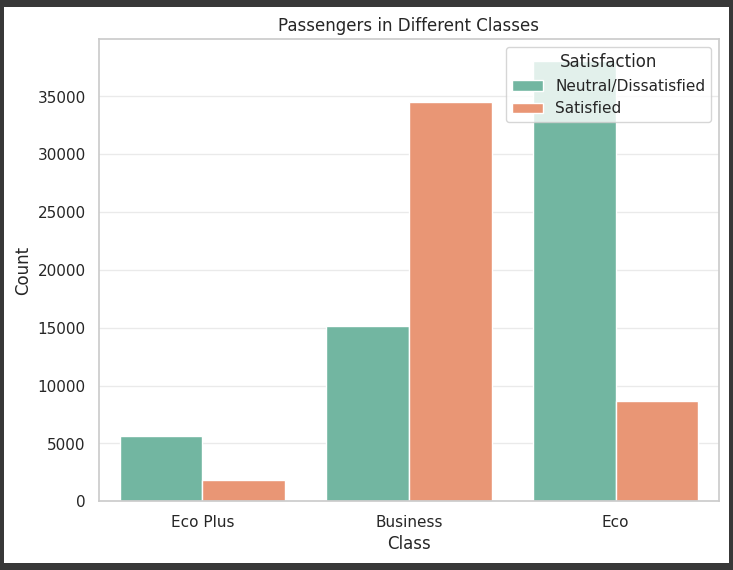 Passengers in Different Classes
Satisfaction
Neutral/Dissatisfied
Satisfied
35000
30000
25000
20000
15000
10000
5000
0
Count
Eco Plus
Business
Eco
Class